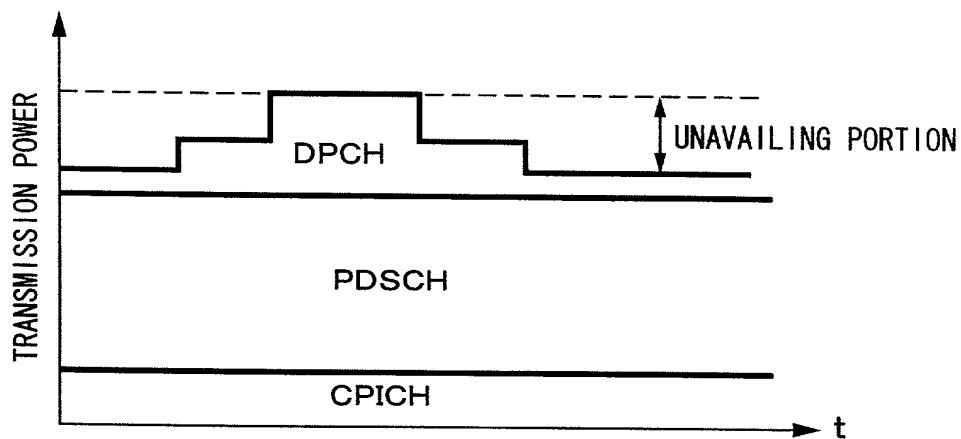 TRANSMISSION POWER
DPCH
UNAVAILING PORTION
PDSCH
CPICH
t